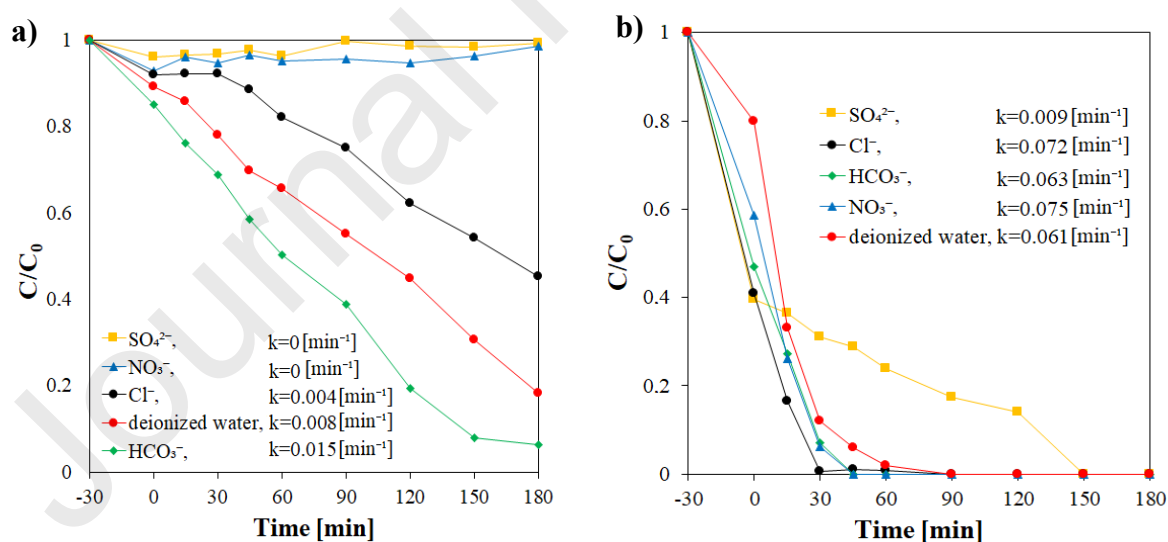 a)
Journal
C/C₀
1
0.8
0.6
0.4
0.2
0
SO₄²⁻, k=0 [min⁻¹]
NO₃⁻, k=0 [min⁻¹]
Cl⁻, k=0.004 [min⁻¹]
deionized water, k=0.008 [min⁻¹]
HCO₃⁻, k=0.015 [min⁻¹]
-30 0 30 60 90 120 150 180
Time [min]
b)
C/C₀
1
0.8
0.6
0.4
0.2
0
SO₄²⁻, k=0.009 [min⁻¹]
Cl⁻, k=0.072 [min⁻¹]
HCO₃⁻, k=0.063 [min⁻¹]
NO₃⁻, k=0.075 [min⁻¹]
deionized water, k=0.061 [min⁻¹]
-30 0 30 60 90 120 150 180
Time [min]